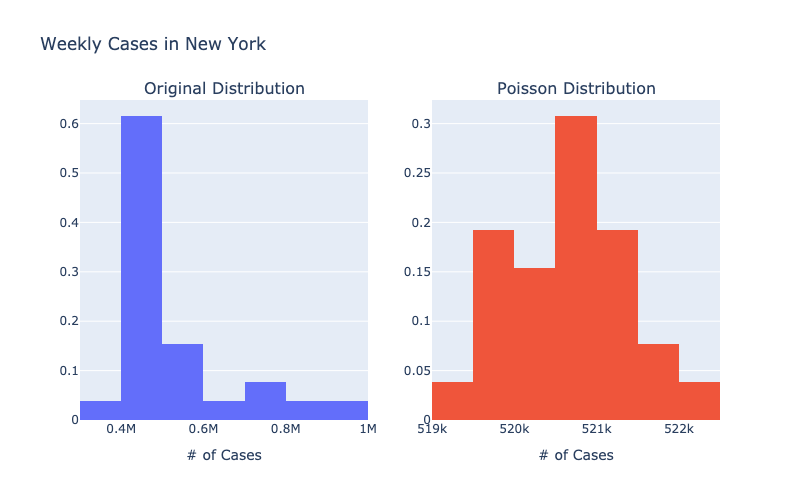 Weekly Cases in New York
Original Distribution
Poisson Distribution
0.6
0.5
0.4
0.3
0.2
0.1
0
0.4M 0.6M 0.8M 1M
# of Cases
0.3
0.25
0.2
0.15
0.1
0.05
0
519k 520k 521k 522k
# of Cases